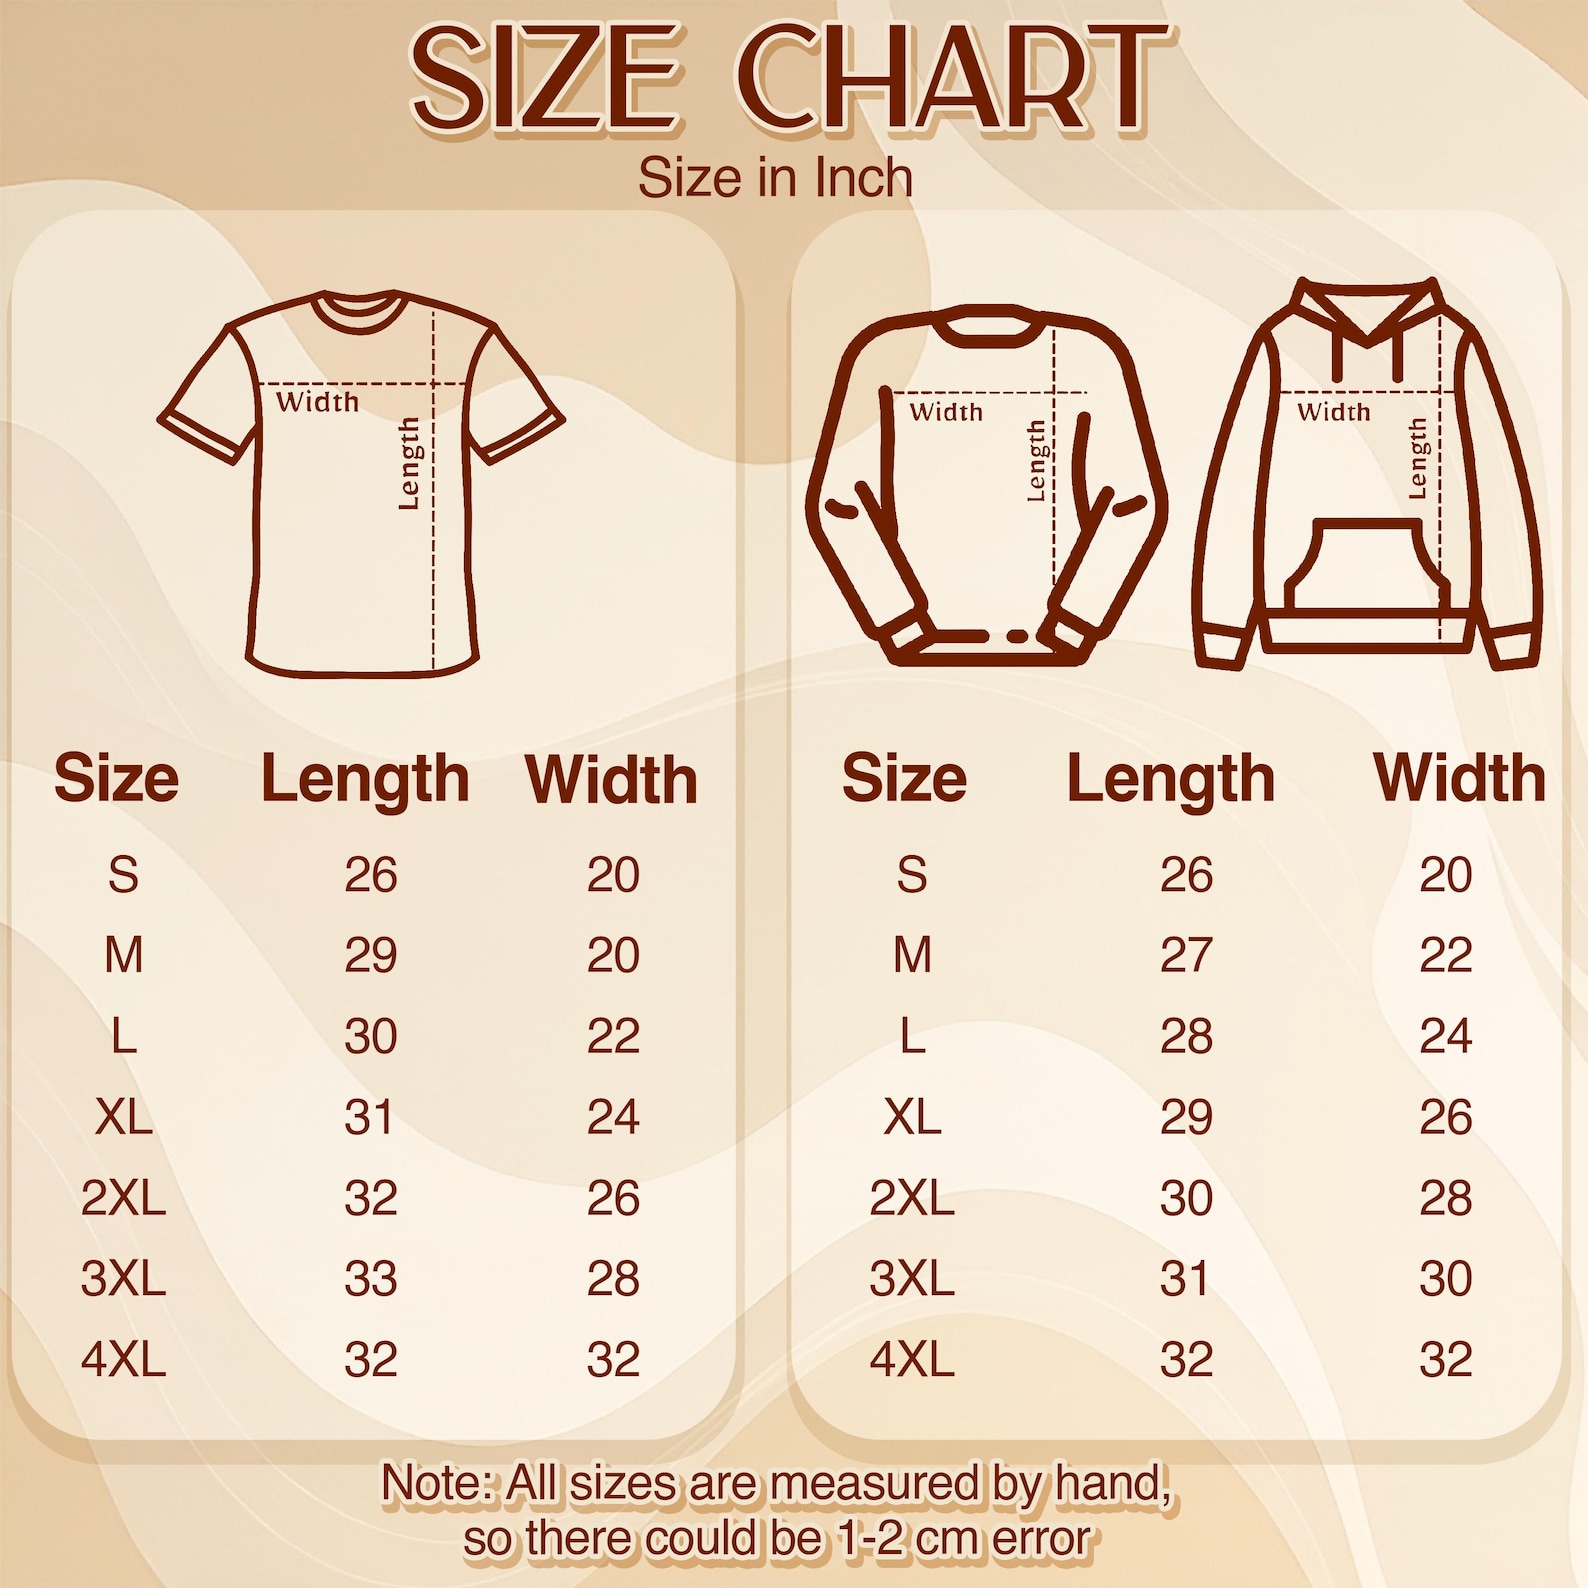 SIZE CHART
Size in Inch
Width
Length
Width
Length
Width
Length
Size Length Width
S 26 20
M 29 20
L 30 22
XL 31 24
2XL 32 26
3XL 33 28
4XL 32 32
Size Length Width
S 26 20
M 27 22
L 28 24
XL 29 26
2XL 30 28
3XL 31 30
4XL 32 32
Note: All sizes are measured by hand,
so there could be 1-2 cm error